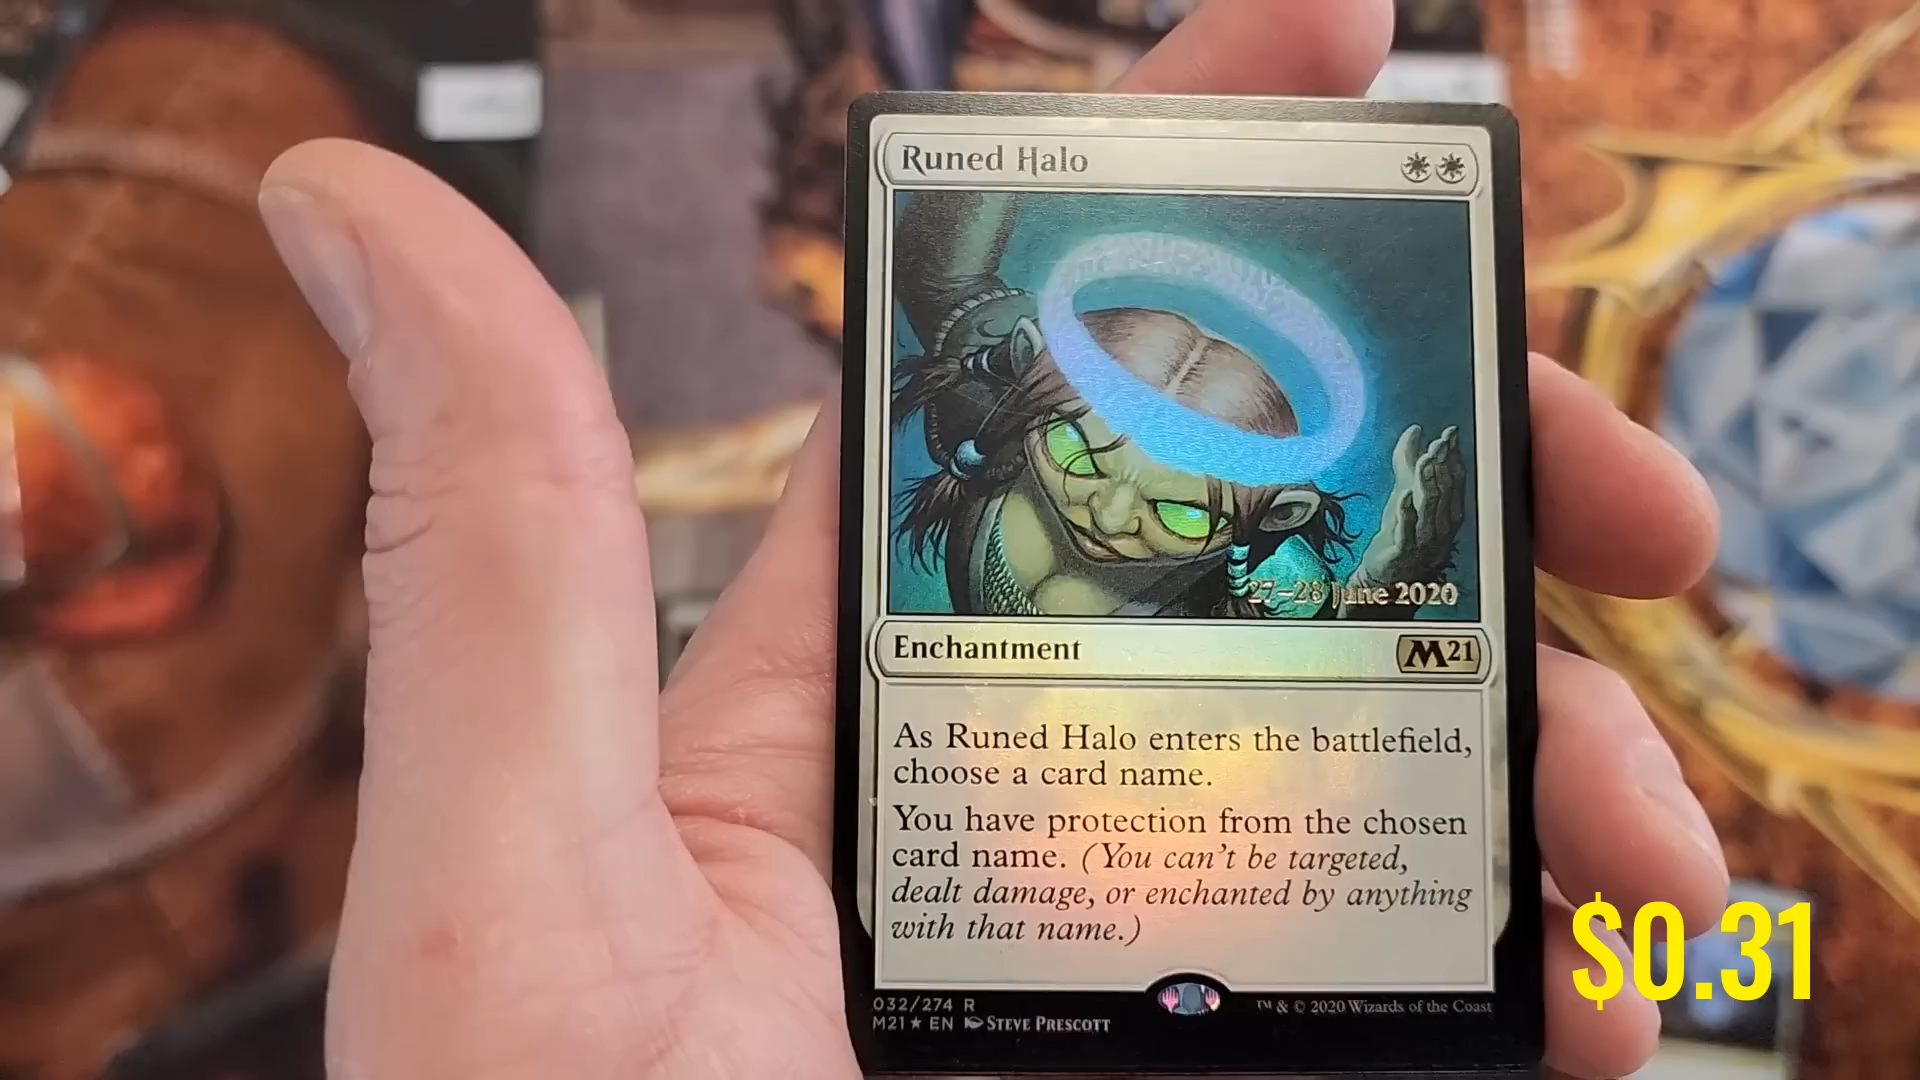 Runed Halo
27–28 June 2020
Enchantment
M21
As Runed Halo enters the battlefield,
choose a card name.
You have protection from the chosen
card name. (You can't be targeted,
dealt damage, or enchanted by anything
with that name.)
$0.31
032/274 R
M21★EN Steve Prescott
™ & © 2020 Wizards of the Coast